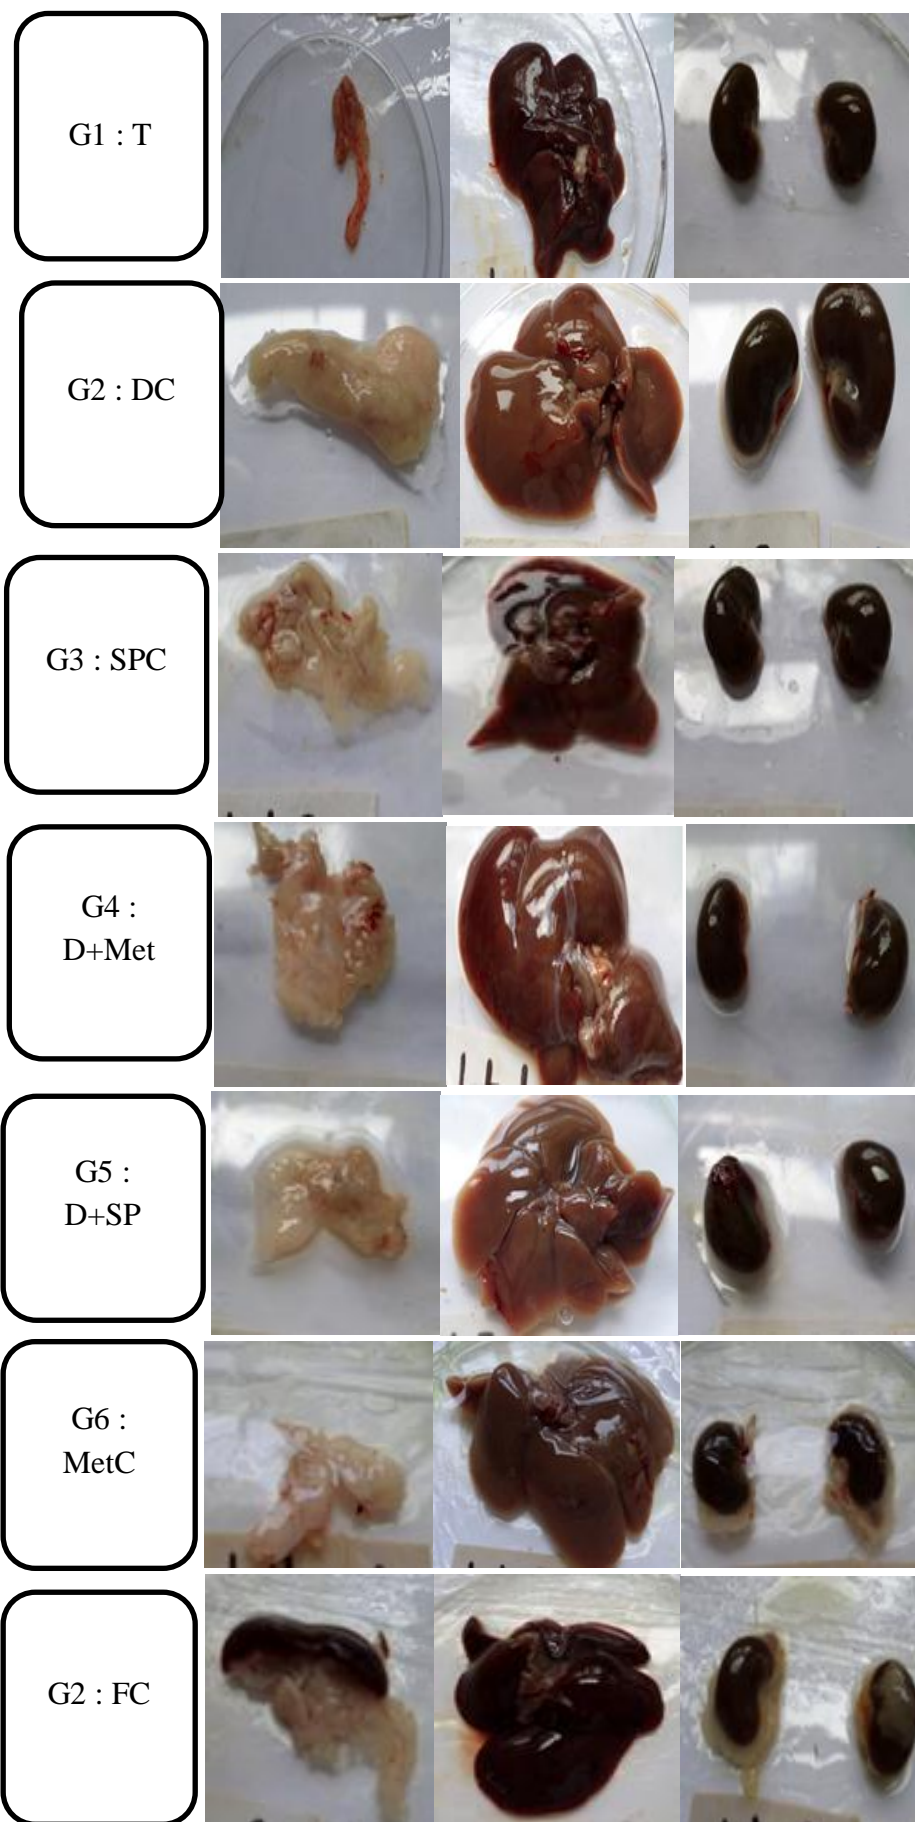 G1 : T
G2 : DC
G3 : SPC
G4 :
D+Met
G5 :
D+SP
G6 :
MetC
G2 : FC